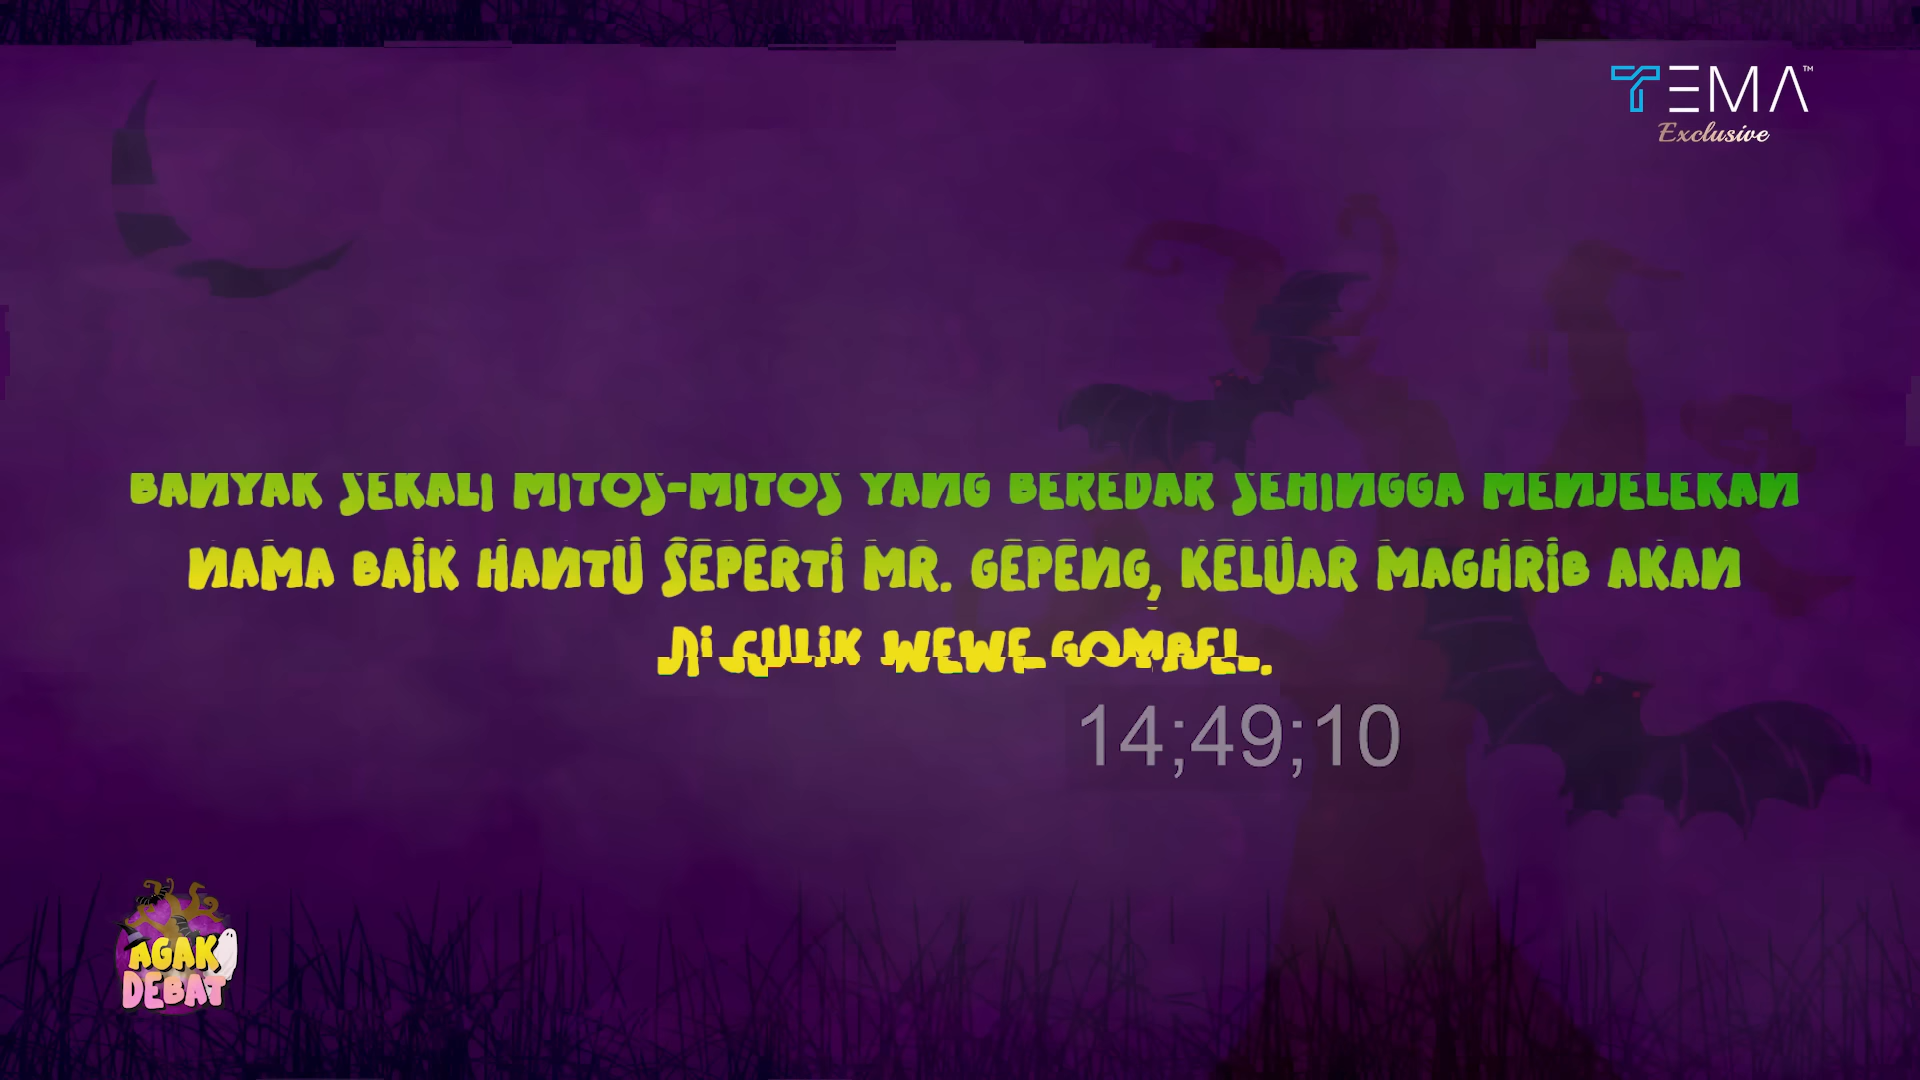 TEMA™
Exclusive
BANYAK SEKALI MITOS-MITOS YANG BEREDAR SEHINGGA MENJELEKAN
NAMA BAIK HANTU SEPERTI MR. GEPENG, KELUAR MAGHRIB AKAN
DI CULIK WEWE GOMBEL.
14;49;10
AGAK
DEBAT